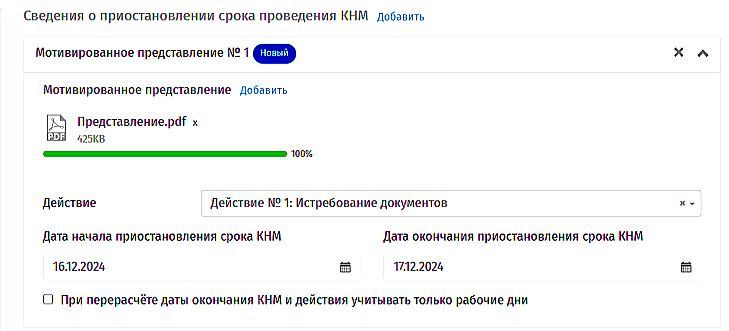 Сведения о приостановлении срока проведения КНМ Добавить
Мотивированное представление № 1 Новый
Мотивированное представление Добавить
PDF
Представление.pdf x
425KB
100%
Действие Действие № 1: Истребование документов
Дата начала приостановления срока КНМ Дата окончания приостановления срока КНМ
16.12.2024 17.12.2024
При перерасчёте даты окончания КНМ и действия учитывать только рабочие дни